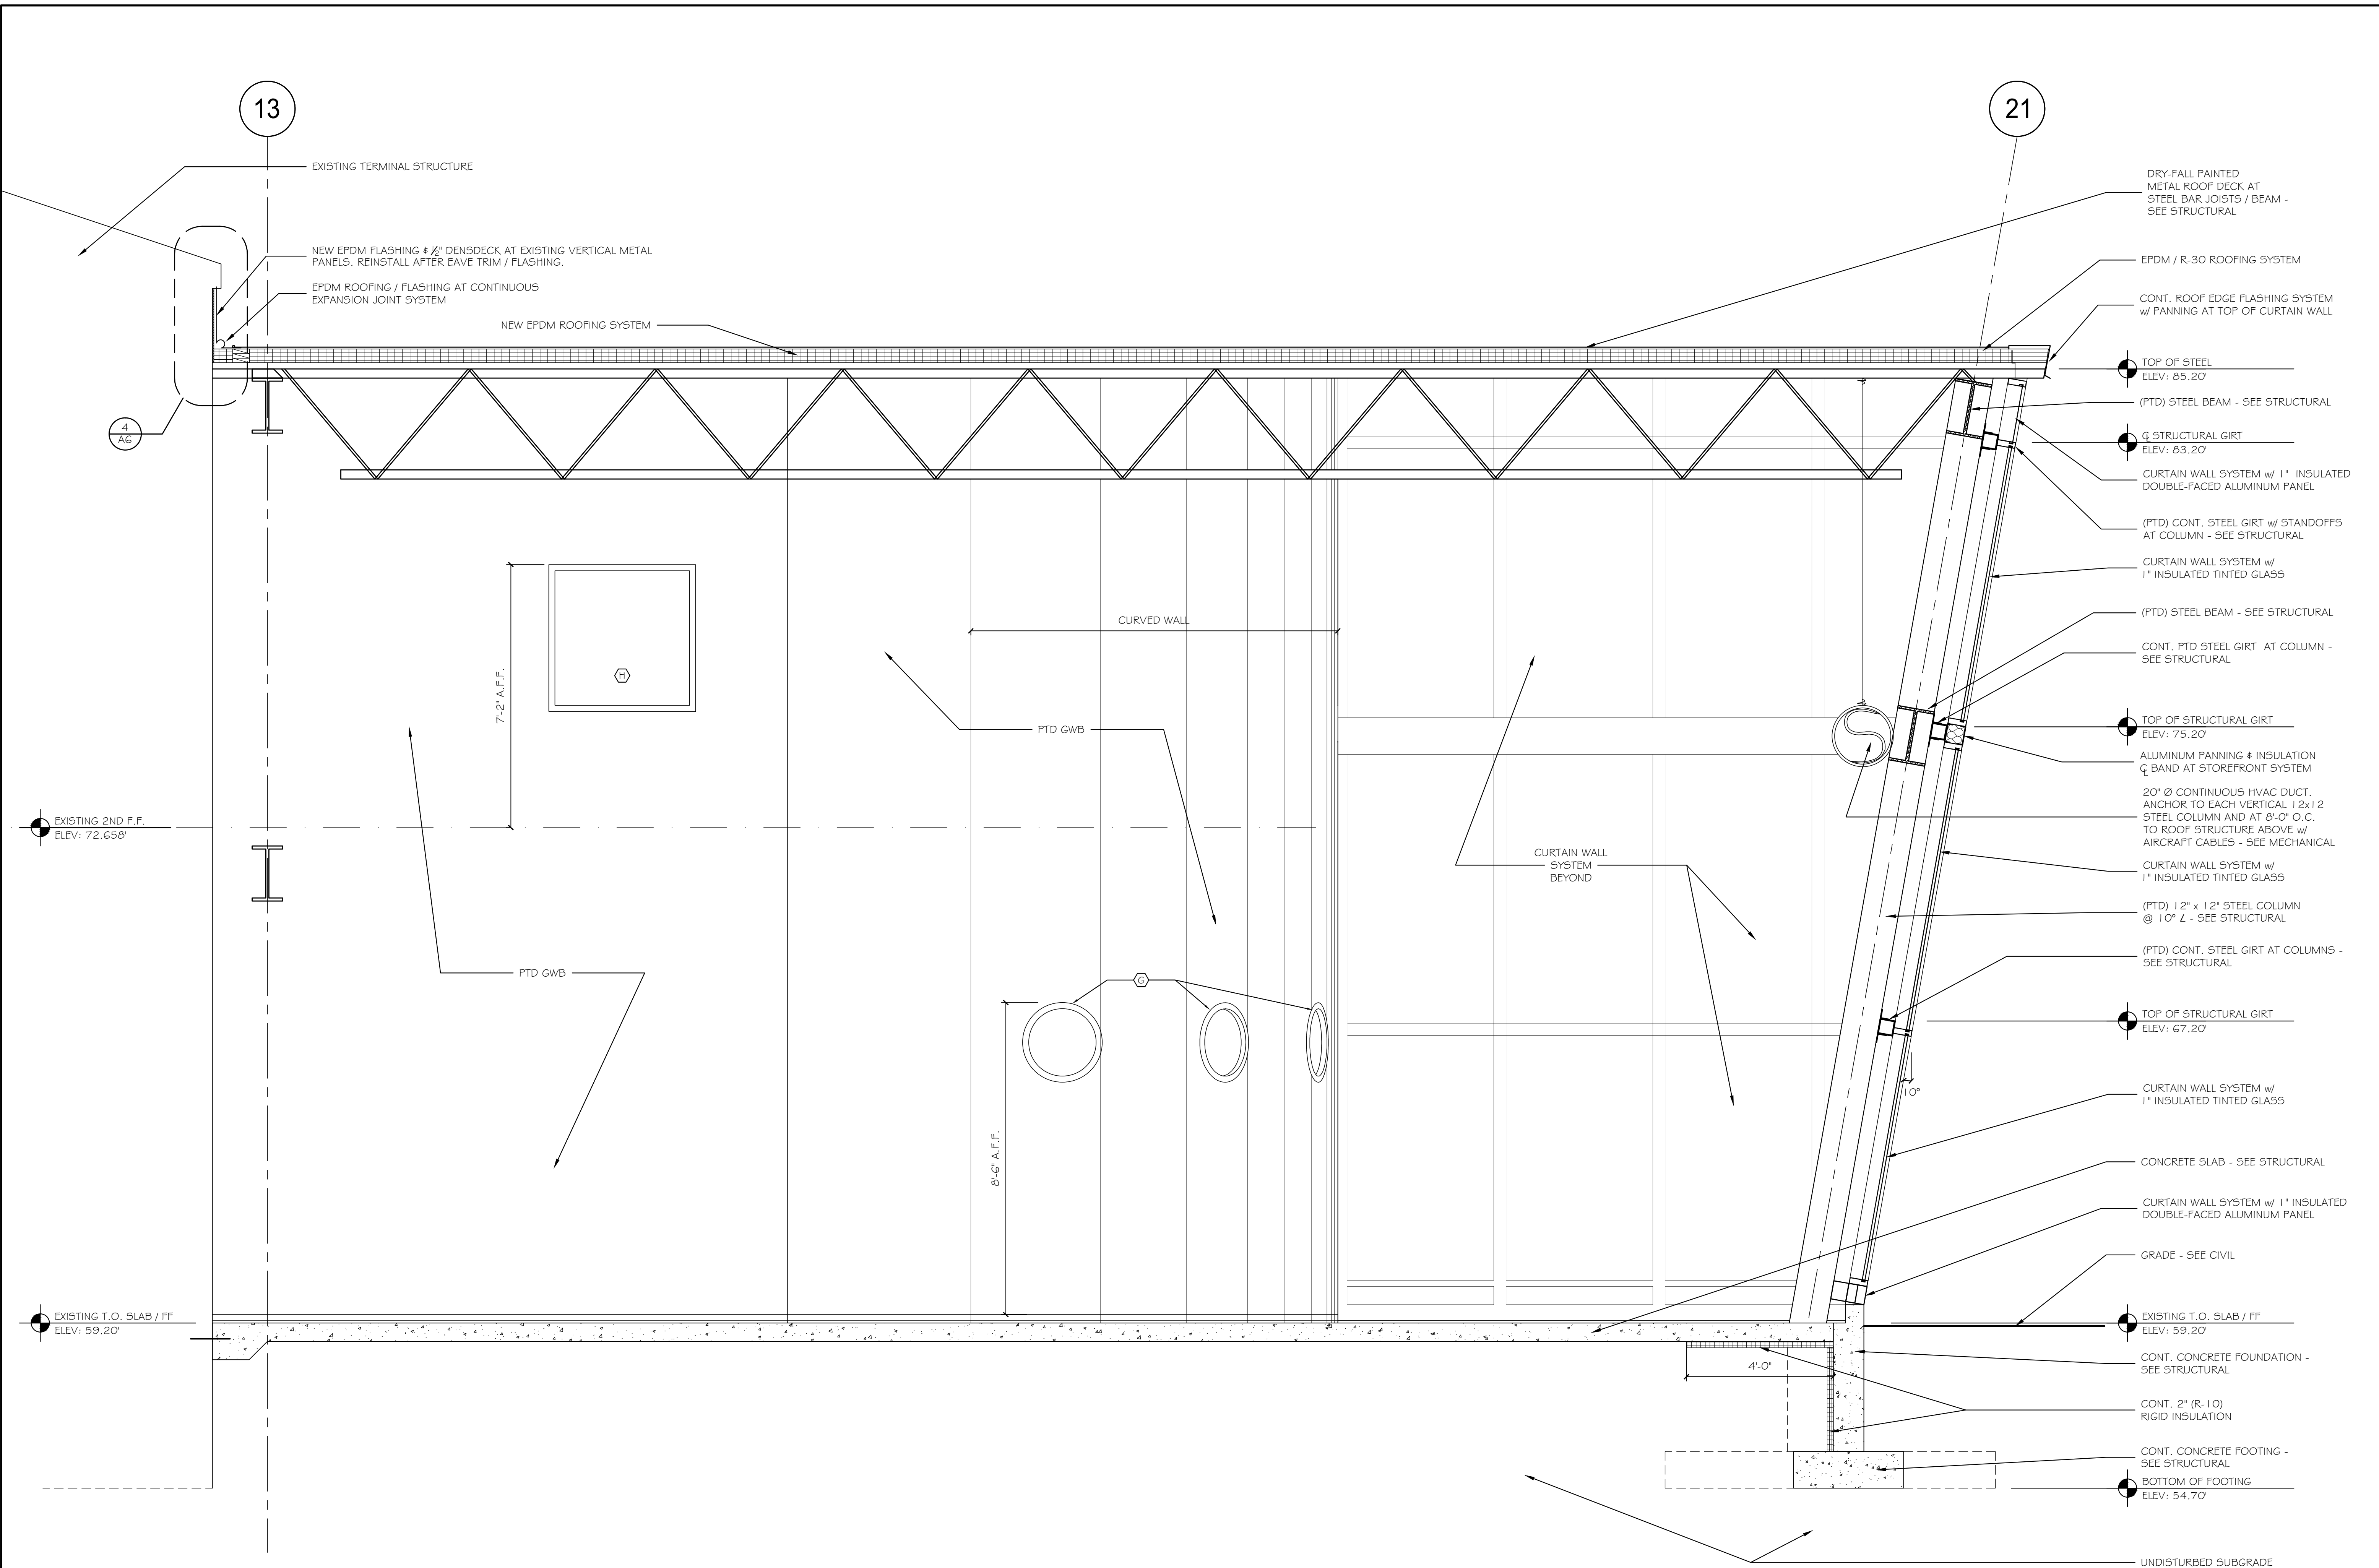 13
21
EXISTING TERMINAL STRUCTURE
NEW EPDM FLASHING & ½" DENSDECK AT EXISTING VERTICAL METAL
PANELS. REINSTALL AFTER EAVE TRIM / FLASHING.
EPDM ROOFING / FLASHING AT CONTINUOUS
EXPANSION JOINT SYSTEM
NEW EPDM ROOFING SYSTEM
4
A6
7'-2" A.F.F.
H
CURVED WALL
PTD GWB
EXISTING 2ND F.F.
ELEV: 72.658'
CURTAIN WALL
SYSTEM
BEYOND
PTD GWB
G
8'-6" A.F.F.
10°
EXISTING T.O. SLAB / FF
ELEV: 59.20'
4'-0"
DRY-FALL PAINTED
METAL ROOF DECK AT
STEEL BAR JOISTS / BEAM -
SEE STRUCTURAL
EPDM / R-30 ROOFING SYSTEM
CONT. ROOF EDGE FLASHING SYSTEM
w/ PANNING AT TOP OF CURTAIN WALL
TOP OF STEEL
ELEV: 85.20'
(PTD) STEEL BEAM - SEE STRUCTURAL
℄ STRUCTURAL GIRT
ELEV: 83.20'
CURTAIN WALL SYSTEM w/ 1" INSULATED
DOUBLE-FACED ALUMINUM PANEL
(PTD) CONT. STEEL GIRT w/ STANDOFFS
AT COLUMN - SEE STRUCTURAL
CURTAIN WALL SYSTEM w/
1" INSULATED TINTED GLASS
(PTD) STEEL BEAM - SEE STRUCTURAL
CONT. PTD STEEL GIRT AT COLUMN -
SEE STRUCTURAL
TOP OF STRUCTURAL GIRT
ELEV: 75.20'
ALUMINUM PANNING & INSULATION
℄ BAND AT STOREFRONT SYSTEM
20" Ø CONTINUOUS HVAC DUCT.
ANCHOR TO EACH VERTICAL 12x12
STEEL COLUMN AND AT 8'-0" O.C.
TO ROOF STRUCTURE ABOVE w/
AIRCRAFT CABLES - SEE MECHANICAL
CURTAIN WALL SYSTEM w/
1" INSULATED TINTED GLASS
(PTD) 12" x 12" STEEL COLUMN
@ 10° ∠ - SEE STRUCTURAL
(PTD) CONT. STEEL GIRT AT COLUMNS -
SEE STRUCTURAL
TOP OF STRUCTURAL GIRT
ELEV: 67.20'
CURTAIN WALL SYSTEM w/
1" INSULATED TINTED GLASS
CONCRETE SLAB - SEE STRUCTURAL
CURTAIN WALL SYSTEM w/ 1" INSULATED
DOUBLE-FACED ALUMINUM PANEL
GRADE - SEE CIVIL
EXISTING T.O. SLAB / FF
ELEV: 59.20'
CONT. CONCRETE FOUNDATION -
SEE STRUCTURAL
CONT. 2" (R-10)
RIGID INSULATION
CONT. CONCRETE FOOTING -
SEE STRUCTURAL
BOTTOM OF FOOTING
ELEV: 54.70'
UNDISTURBED SUBGRADE